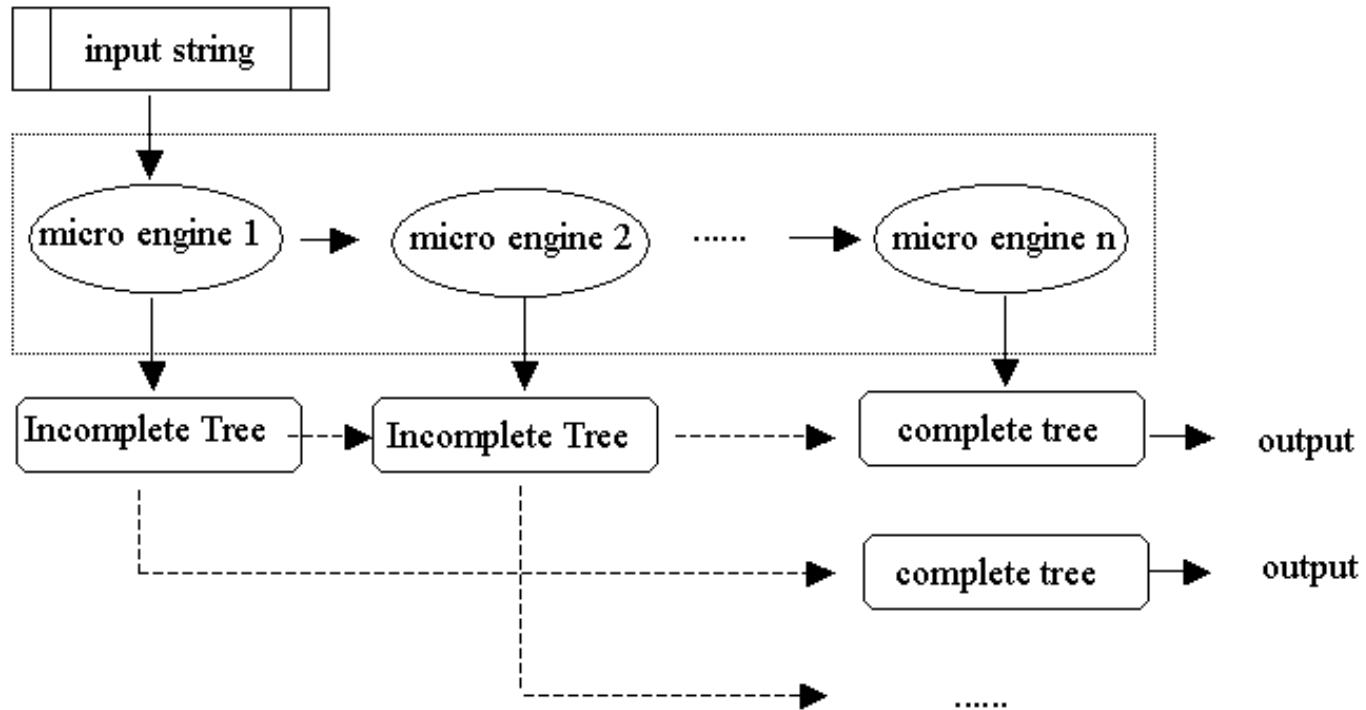 input string
micro engine 1
micro engine 2
......
micro engine n
Incomplete Tree
Incomplete Tree
complete tree
output
complete tree
output
......